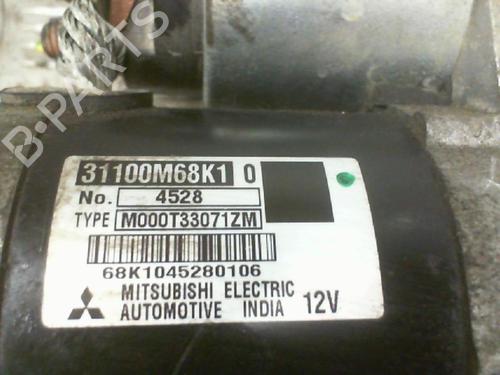 B-PARTS
31100M68K1 0
No. 4528
TYPE M000T33071ZM
68K1045280106
MITSUBISHI ELECTRIC
AUTOMOTIVE INDIA 12V